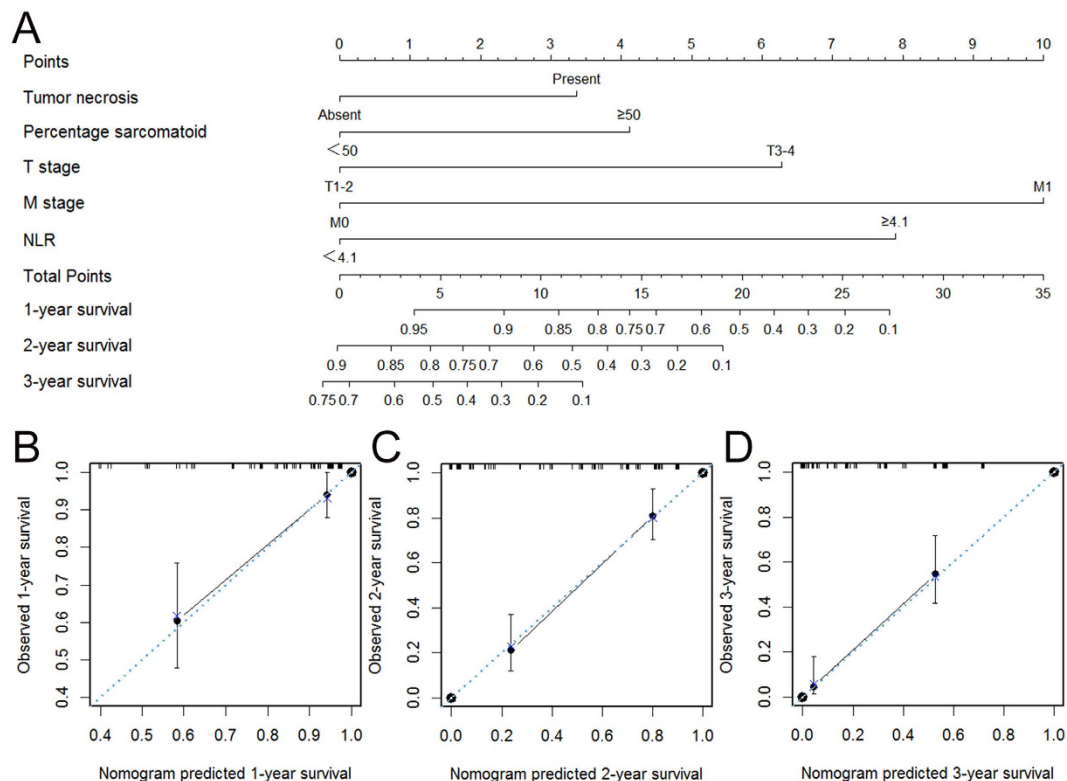 A
Points 0 1 2 3 4 5 6 7 8 9 10
Present
Tumor necrosis
Absent ≥50
Percentage sarcomatoid
<50 T3-4
T stage
T1-2 M1
M stage
M0 ≥4.1
NLR
<4.1
Total Points
0 5 10 15 20 25 30 35
1-year survival
0.95 0.9 0.85 0.8 0.75 0.7 0.6 0.5 0.4 0.3 0.2 0.1
2-year survival
0.9 0.85 0.8 0.75 0.7 0.6 0.5 0.4 0.3 0.2 0.1
3-year survival
0.75 0.7 0.6 0.5 0.4 0.3 0.2 0.1
B
Observed 1-year survival
1.0
0.9
0.8
0.7
0.6
0.5
0.4
0.4 0.5 0.6 0.7 0.8 0.9 1.0
Nomogram predicted 1-year survival
C
Observed 2-year survival
1.0
0.8
0.6
0.4
0.2
0.0
0.0 0.2 0.4 0.6 0.8 1.0
Nomogram predicted 2-year survival
D
Observed 3-year survival
1.0
0.8
0.6
0.4
0.2
0.0
0.0 0.2 0.4 0.6 0.8 1.0
Nomogram predicted 3-year survival